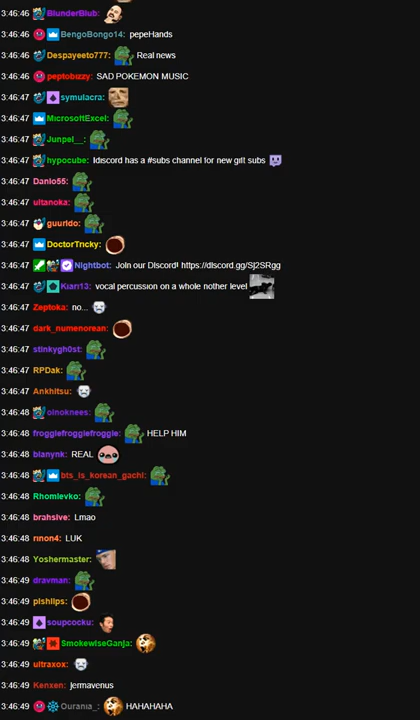 3:46:46 BlunderBlub:
3:46:46 BengoBongo14: pepeHands
3:46:46 Despayeeto777: Real news
3:46:46 peptobizzy: SAD POKEMON MUSIC
3:46:47 symulacra:
3:46:47 MicrosoftExcel:
3:46:47 Junpei__:
3:46:47 hypocube: !discord has a #subs channel for new gift subs
3:46:47 Danio55:
3:46:47 ultanoka:
3:46:47 guurido:
3:46:47 DoctorTricky:
3:46:47 Nightbot: Join our Discord! https://discord.gg/Sj2SRgg
3:46:47 Kiari13: vocal percussion on a whole nother level
3:46:47 Zeptoka: no...
3:46:47 dark_numenorean:
3:46:47 stinkygh0st:
3:46:47 RPDak:
3:46:47 Ankhitsu:
3:46:48 oinoknees:
3:46:48 froggiefroggiefroggie: HELP HIM
3:46:48 blanynk: REAL
3:46:48 bts_is_korean_gachi:
3:46:48 Rhomievko:
3:46:48 brahsive: Lmao
3:46:48 rinon4: LUK
3:46:48 Yoshermaster:
3:46:49 dravman:
3:46:49 pishlips:
3:46:49 soupcocku:
3:46:49 SmokewiseGanja:
3:46:49 ultraxox:
3:46:49 Kenxen: jermavenus
3:46:49 Ourania_: HAHAHAHA